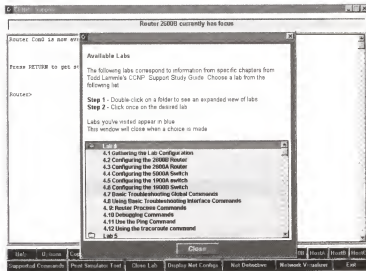 Router 2600B currently has focus
Router Con0 is now
Press RETURN to get
Router>
Available Labs
The following labs correspond to information from specific chapters from
Todd Lammle's CCNP Support Study Guide. Choose a lab from
the following list
Step 1 - Double click on a folder to see an expanded view of labs
Step 2 - Click on the desired lab
Labs you've visited appear in blue
This window will close when a choice is made
Lab 4
4.1 Gathering the Lab Configuration
4.2 Configuring the 2600B Router
4.3 Configuring the 2600A Router
4.4 Configuring the 5000A Switch
4.5 Configuring the 1900A switch
4.6 Configuring the 1900B Switch
4.7 Basic Troubleshooting Global Commands
4.8 Using Basic Troubleshooting Interface Commands
4.9 Router Process Commands
4.10 Debugging Commands
4.11 Use the Ping Command
4.12 Using the traceroute command
Lab 5
Close
HostA HostB
Supported Commands Print Simulator Text Close Lab Display Net Configs Net Detective Network Visualizer Exit